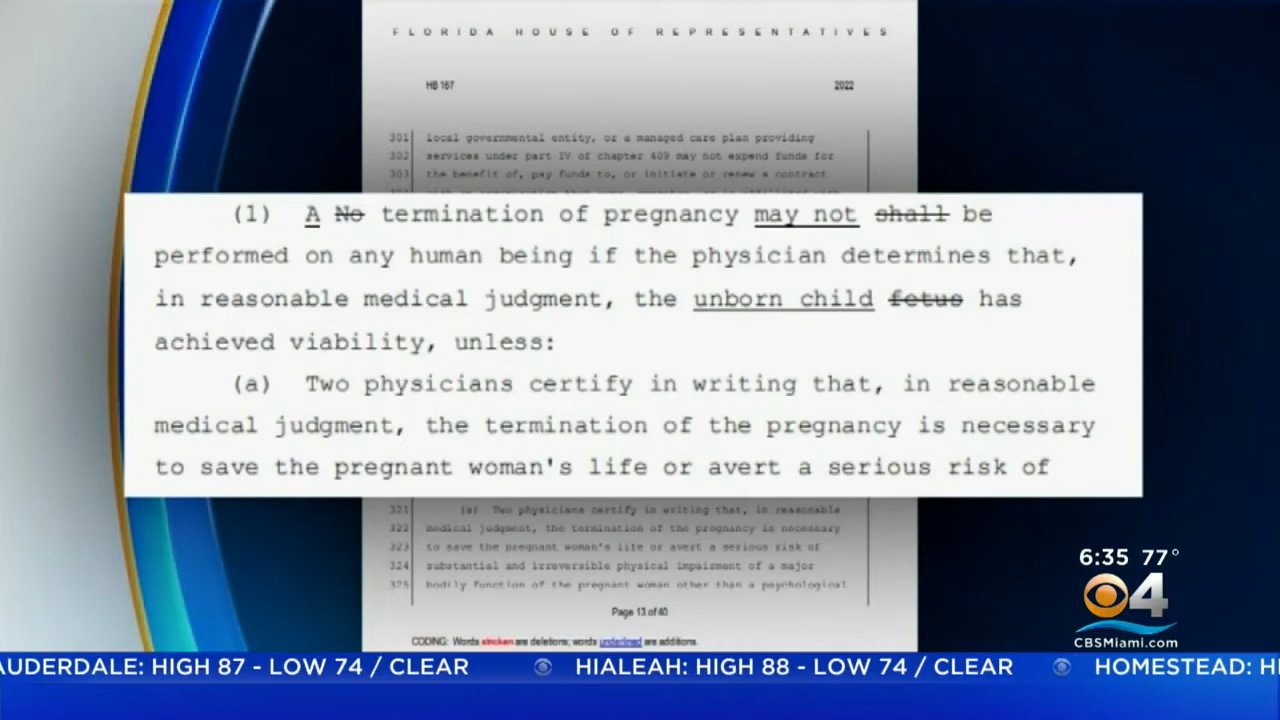 FLORIDA HOUSE OF REPRESENTATIVES
HB 167 2022
301 local governmental entity, or a managed care plan providing
302 services under part IV of chapter 409 may not expend funds for
303 the benefit of, pay funds to, or initiate or renew a contract
(1) A No termination of pregnancy may not shall be
performed on any human being if the physician determines that,
in reasonable medical judgment, the unborn child fetus has
achieved viability, unless:
(a) Two physicians certify in writing that, in reasonable
medical judgment, the termination of the pregnancy is necessary
to save the pregnant woman's life or avert a serious risk of
321 (a) Two physicians certify in writing that, in reasonable
322 medical judgment, the termination of the pregnancy is necessary
323 to save the pregnant woman's life or avert a serious risk of
324 substantial and irreversible physical impairment of a major
325 bodily function of the pregnant woman other than a psychological
Page 13 of 40
CODING: Words stricken are deletions; words underlined are additions.
6:35 77°
4
CBSMiami.com
AUDERDALE: HIGH 87 - LOW 74 / CLEAR HIALEAH: HIGH 88 - LOW 74 / CLEAR HOMESTEAD: HI